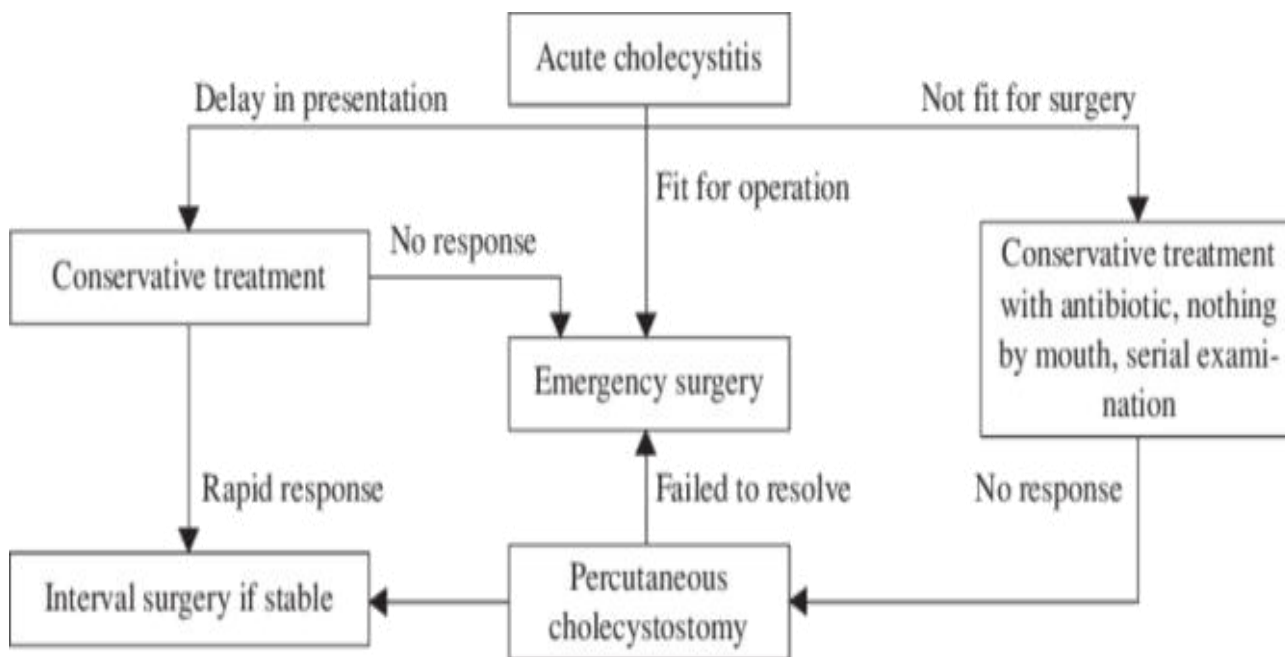 Acute cholecystitis
Delay in presentation
Not fit for surgery
Fit for operation
No response
Conservative treatment
Conservative treatment
with antibiotic, nothing
by mouth, serial exami-
nation
Emergency surgery
Rapid response
Failed to resolve
No response
Interval surgery if stable
Percutaneous
cholecystostomy